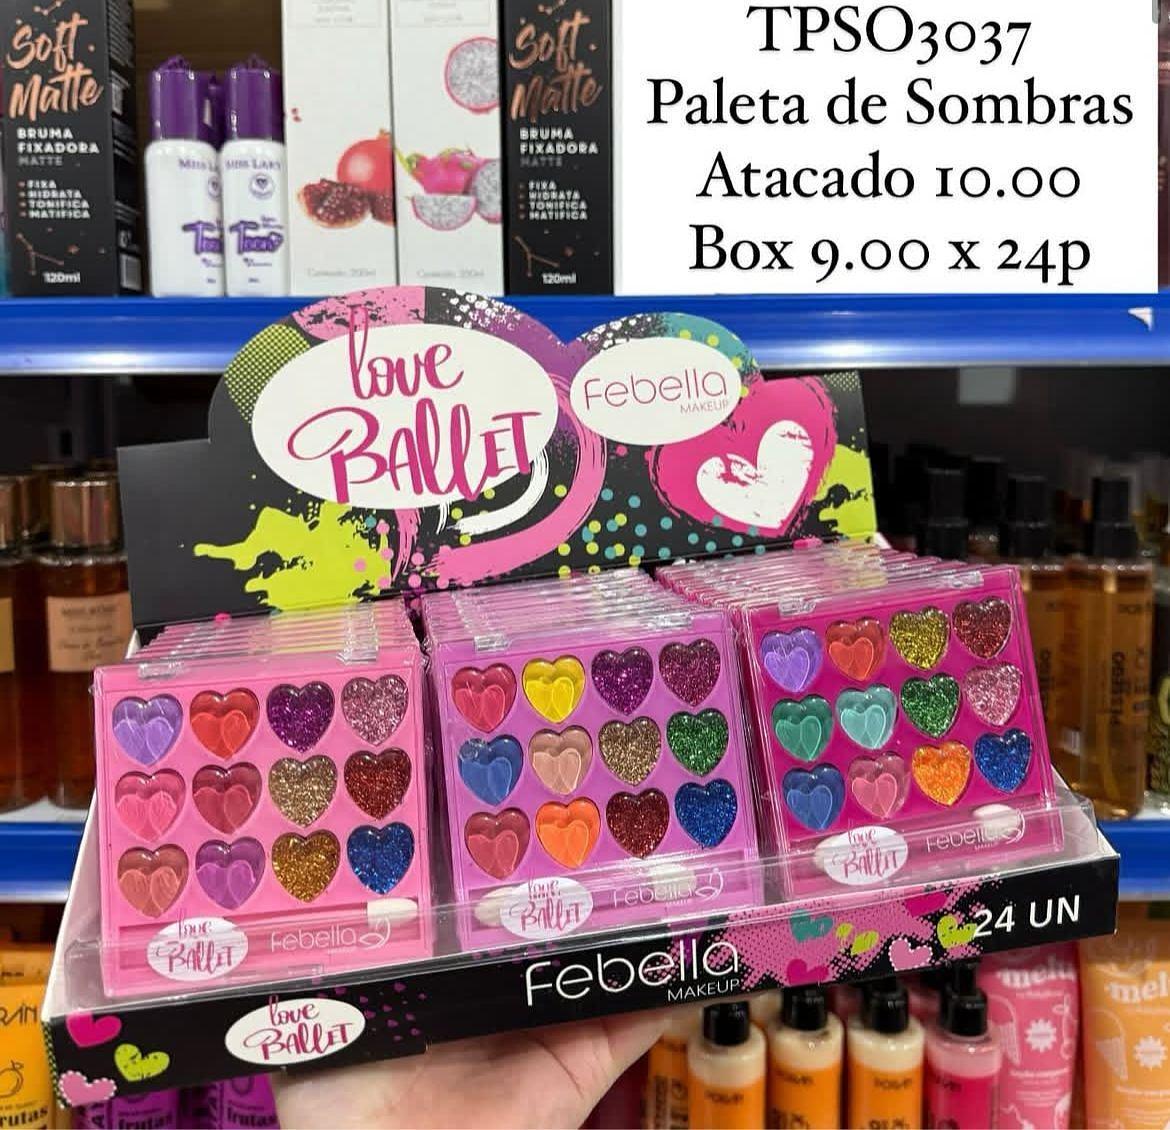 TPSO3037
Paleta de Sombras
Atacado 10.00
Box 9.00 x 24p
Soft
Matte
BRUMA
FIXADORA
MATTE
FIXA
HIDRATA
TONIFICA
MATIFICA
120ml
Soft
Matte
BRUMA
FIXADORA
MATTE
FIXA
HIDRATA
TONIFICA
MATIFICA
120ml
love
BALLET
Febella
MAKEUP
love
BALLET
Febella
love
BALLET
Febella
love
BALLET
Febella
24 UN
Febella
MAKEUP
love
BALLET
frutas
frutas